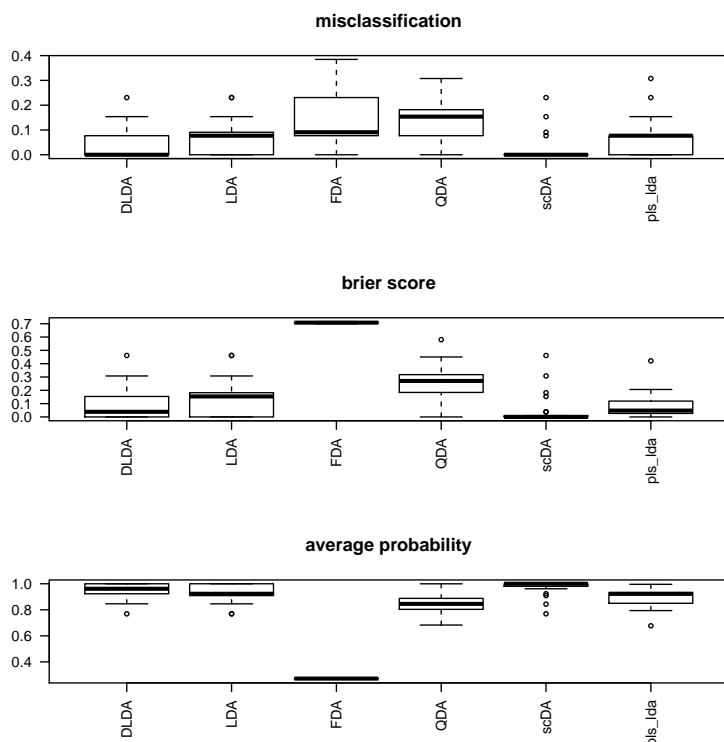 misclassification
0.4
0.3
0.2
0.1
0.0
DLDA
LDA
FDA
QDA
scDA
pls_lda
brier score
0.7
0.6
0.5
0.4
0.3
0.2
0.1
0.0
DLDA
LDA
FDA
QDA
scDA
pls_lda
average probability
1.0
0.8
0.6
0.4
DLDA
LDA
FDA
QDA
scDA
pls_lda